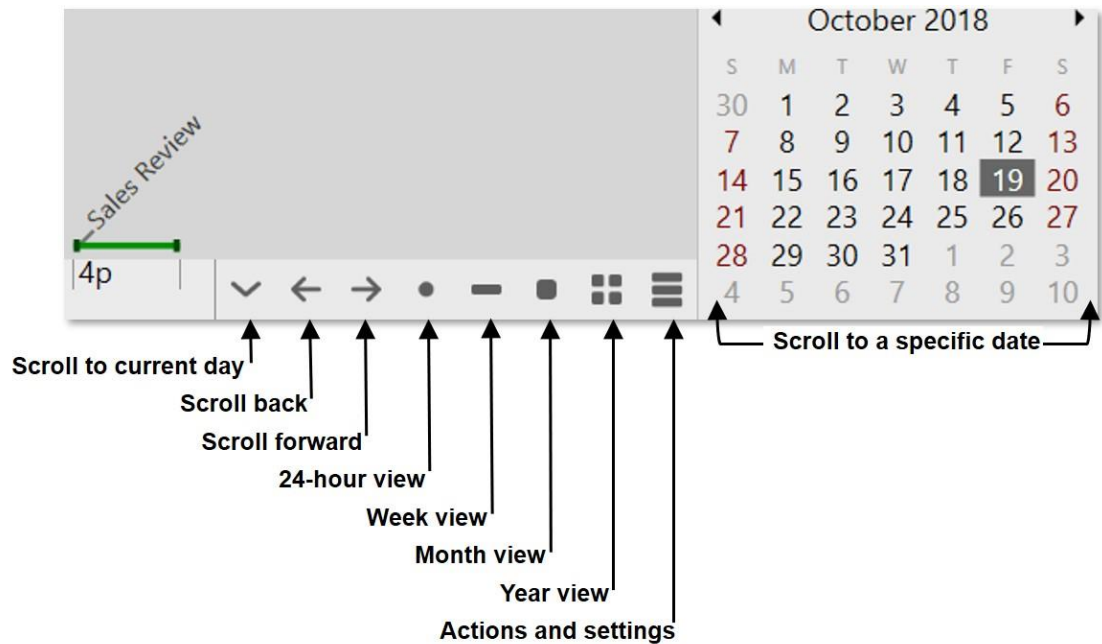 October 2018
S M T W T F S
30 1 2 3 4 5 6
7 8 9 10 11 12 13
14 15 16 17 18 19 20
21 22 23 24 25 26 27
28 29 30 31 1 2 3
4 5 6 7 8 9 10
Sales Review
4p
Scroll to a specific date
Scroll to current day
Scroll back
Scroll forward
24-hour view
Week view
Month view
Year view
Actions and settings